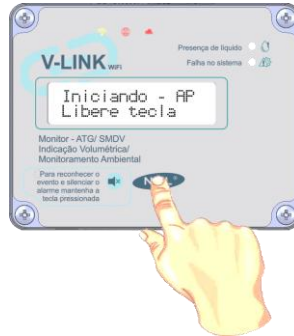 Presença de líquido
Falha no sistema
V-LINK WiFi
Iniciando - AP
Libere tecla
Monitor - ATG/ SMDV
Indicação Volumétrica/
Monitoramento Ambiental
Para reconhecer o
evento e silenciar o
alarme mantenha a
tecla pressionada